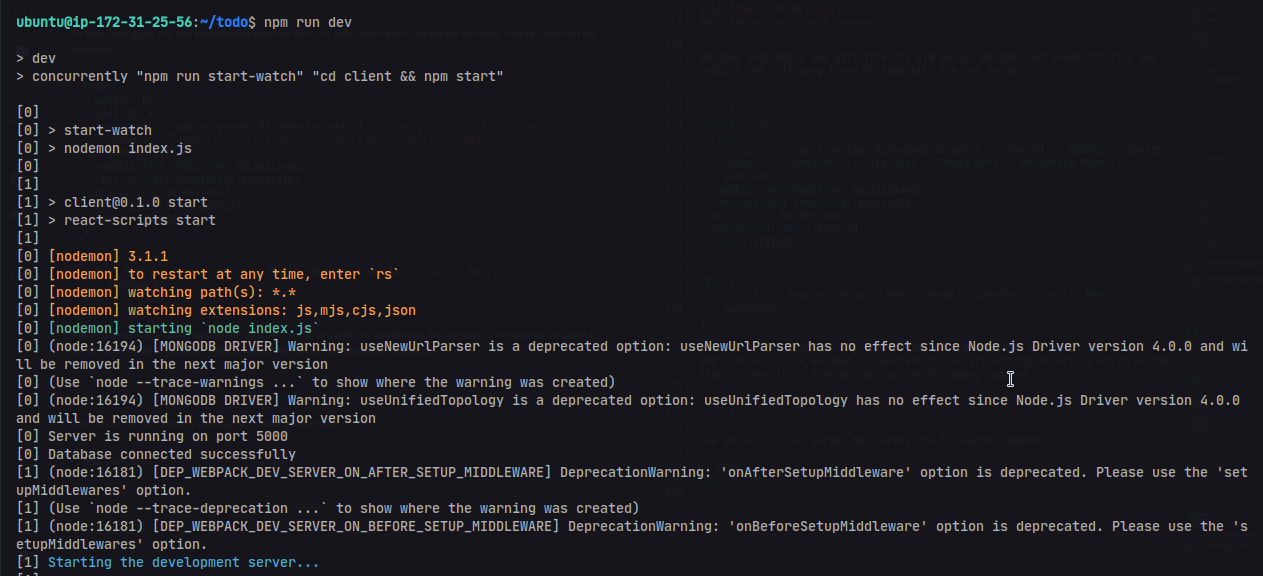 ubuntu@ip-172-31-25-56:~/todo$ npm run dev
> dev
> concurrently "npm run start-watch" "cd client && npm start"
[0]
[0] > start-watch
[0] > nodemon index.js
[0]
[1]
[1] > client@0.1.0 start
[1] > react-scripts start
[1]
[0] [nodemon] 3.1.1
[0] [nodemon] to restart at any time, enter `rs`
[0] [nodemon] watching path(s): *.*
[0] [nodemon] watching extensions: js,mjs,cjs,json
[0] [nodemon] starting `node index.js`
[0] (node:16194) [MONGODB DRIVER] Warning: useNewUrlParser is a deprecated option: useNewUrlParser has no effect since Node.js Driver version 4.0.0 and wi
ll be removed in the next major version
[0] (Use `node --trace-warnings ...` to show where the warning was created)
[0] (node:16194) [MONGODB DRIVER] Warning: useUnifiedTopology is a deprecated option: useUnifiedTopology has no effect since Node.js Driver version 4.0.0
and will be removed in the next major version
[0] Server is running on port 5000
[0] Database connected successfully
[1] (node:16181) [DEP_WEBPACK_DEV_SERVER_ON_AFTER_SETUP_MIDDLEWARE] DeprecationWarning: 'onAfterSetupMiddleware' option is deprecated. Please use the 'set
upMiddlewares' option.
[1] (Use `node --trace-deprecation ...` to show where the warning was created)
[1] (node:16181) [DEP_WEBPACK_DEV_SERVER_ON_BEFORE_SETUP_MIDDLEWARE] DeprecationWarning: 'onBeforeSetupMiddleware' option is deprecated. Please use the 's
etupMiddlewares' option.
[1] Starting the development server...